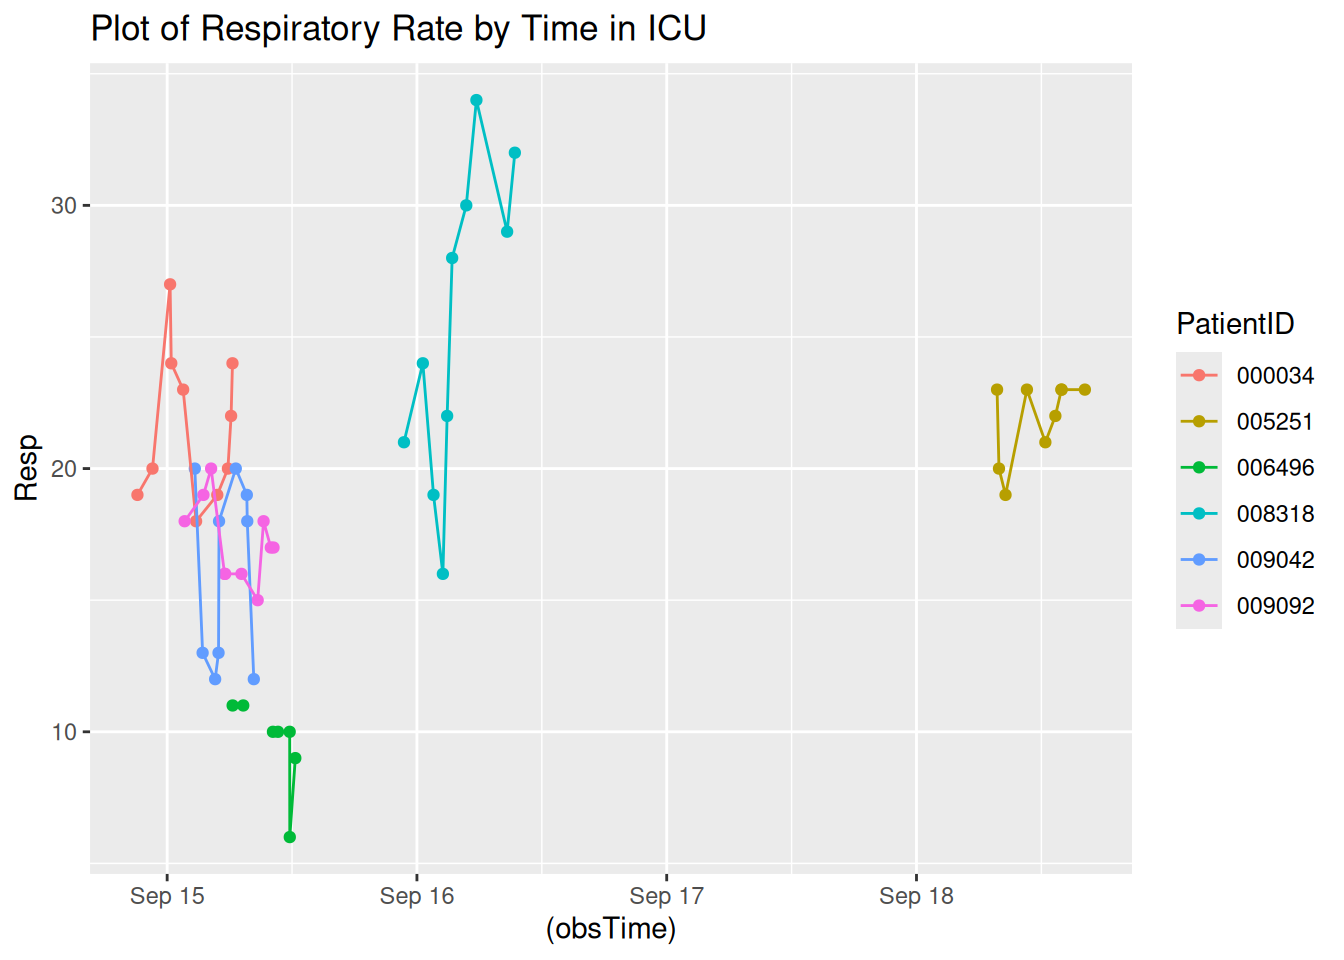 Plot of Respiratory Rate by Time in ICU
Resp
30
20
10
Sep 15
Sep 16
Sep 17
Sep 18
(obsTime)
PatientID
000034
005251
006496
008318
009042
009092